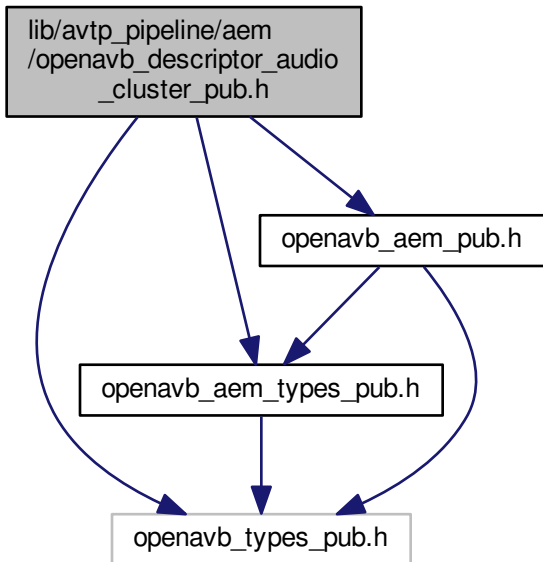 lib/avtp_pipeline/aem
/openavb_descriptor_audio
_cluster_pub.h
openavb_aem_pub.h
openavb_aem_types_pub.h
openavb_types_pub.h